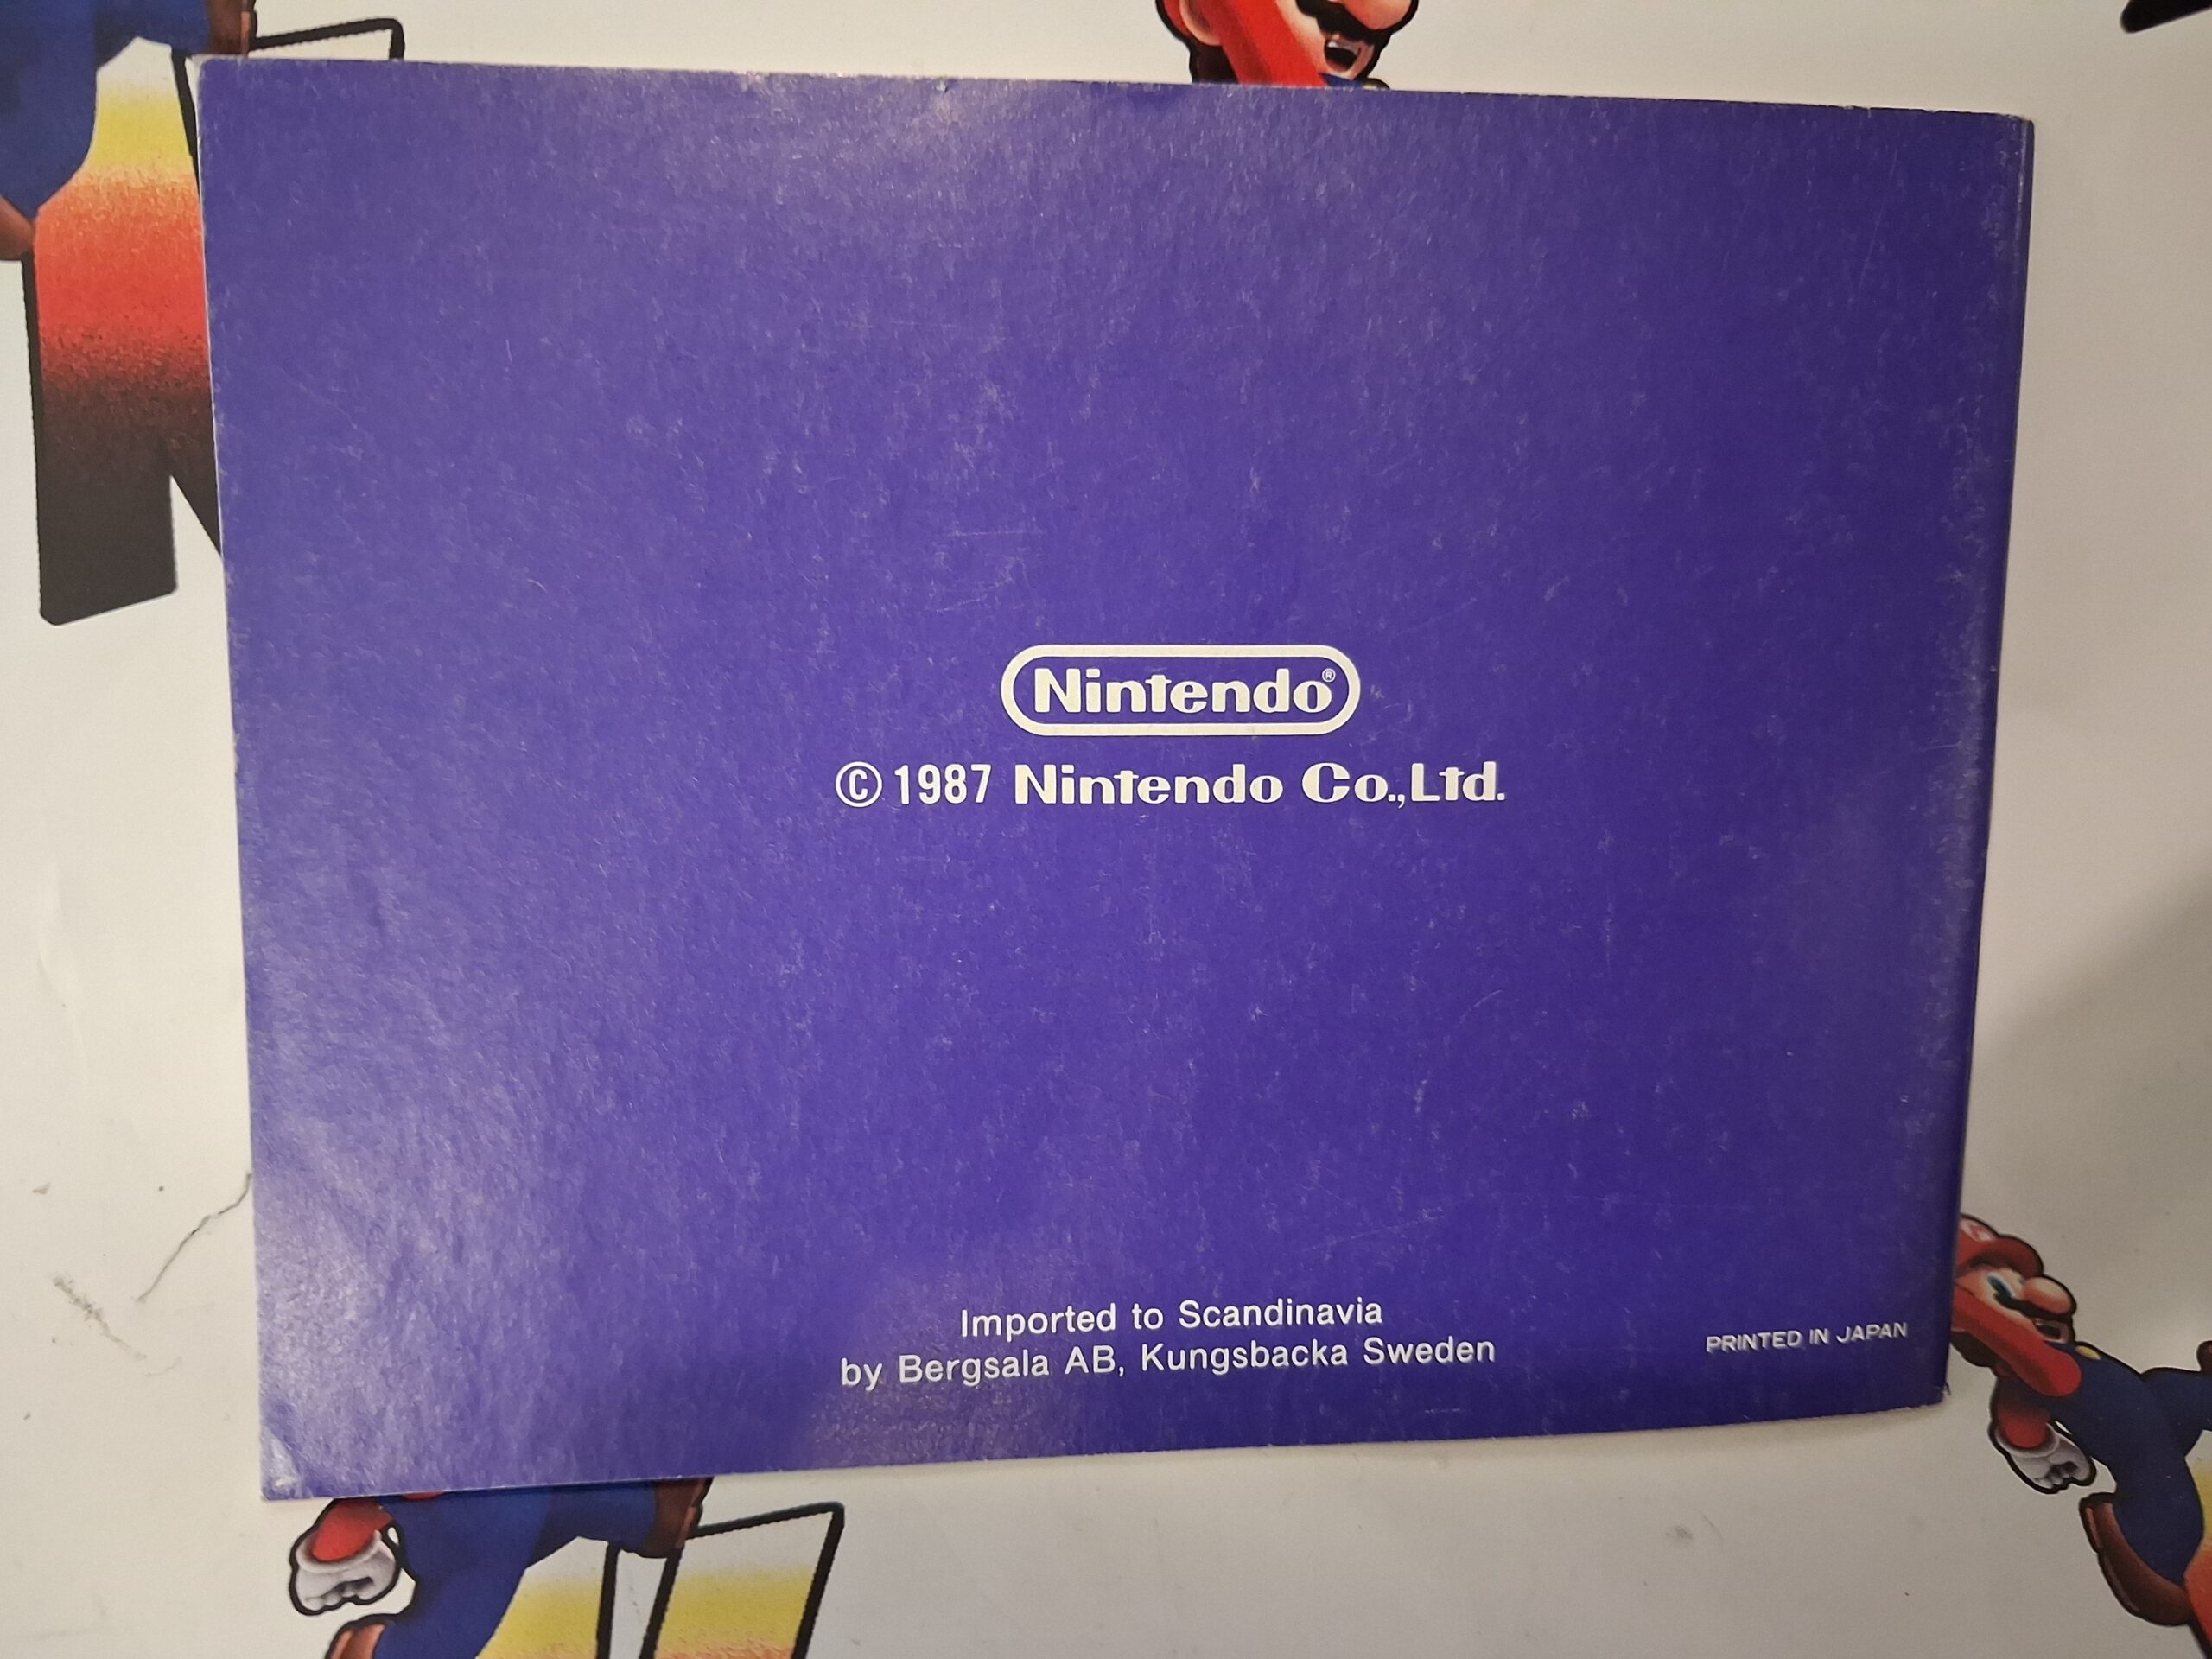 Nintendo®
© 1987 Nintendo Co.,Ltd.
Imported to Scandinavia
by Bergsala AB, Kungsbacka Sweden
PRINTED IN JAPAN